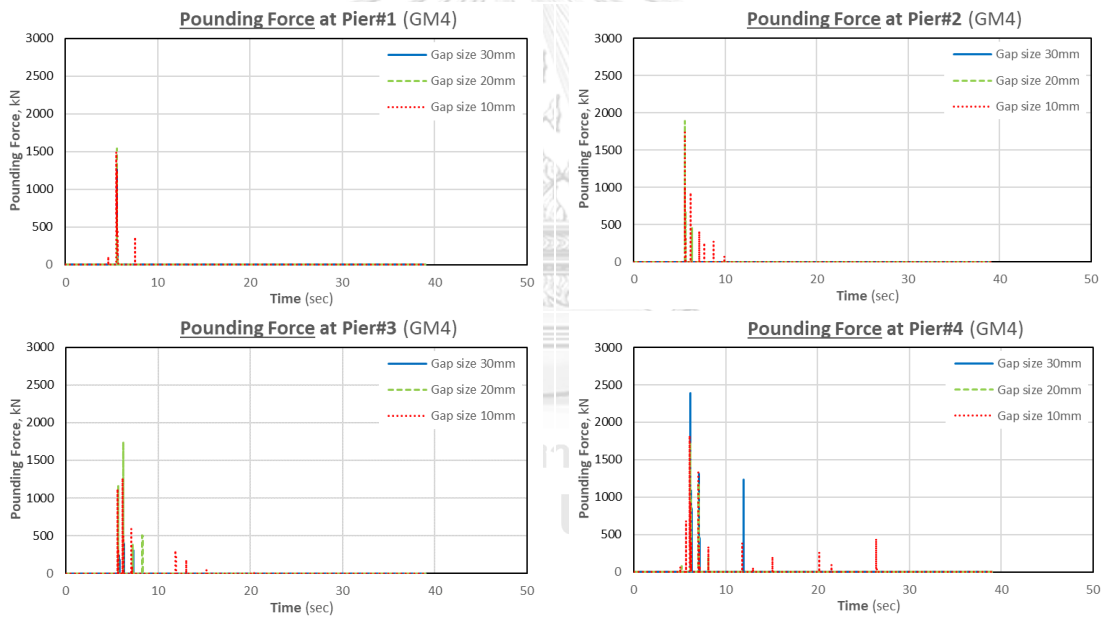 Pounding Force at Pier#1 (GM4)
Pounding Force, kN
3000
2500
2000
1500
1000
500
0
Gap size 30mm
Gap size 20mm
Gap size 10mm
0 10 20 30 40 50
Time (sec)
Pounding Force at Pier#2 (GM4)
Pounding Force, kN
3000
2500
2000
1500
1000
500
0
Gap size 30mm
Gap size 20mm
Gap size 10mm
0 10 20 30 40 50
Time (sec)
Pounding Force at Pier#3 (GM4)
Pounding Force, kN
3000
2500
2000
1500
1000
500
0
Gap size 30mm
Gap size 20mm
Gap size 10mm
0 10 20 30 40 50
Time (sec)
Pounding Force at Pier#4 (GM4)
Pounding Force, kN
3000
2500
2000
1500
1000
500
0
Gap size 30mm
Gap size 20mm
Gap size 10mm
0 10 20 30 40 50
Time (sec)